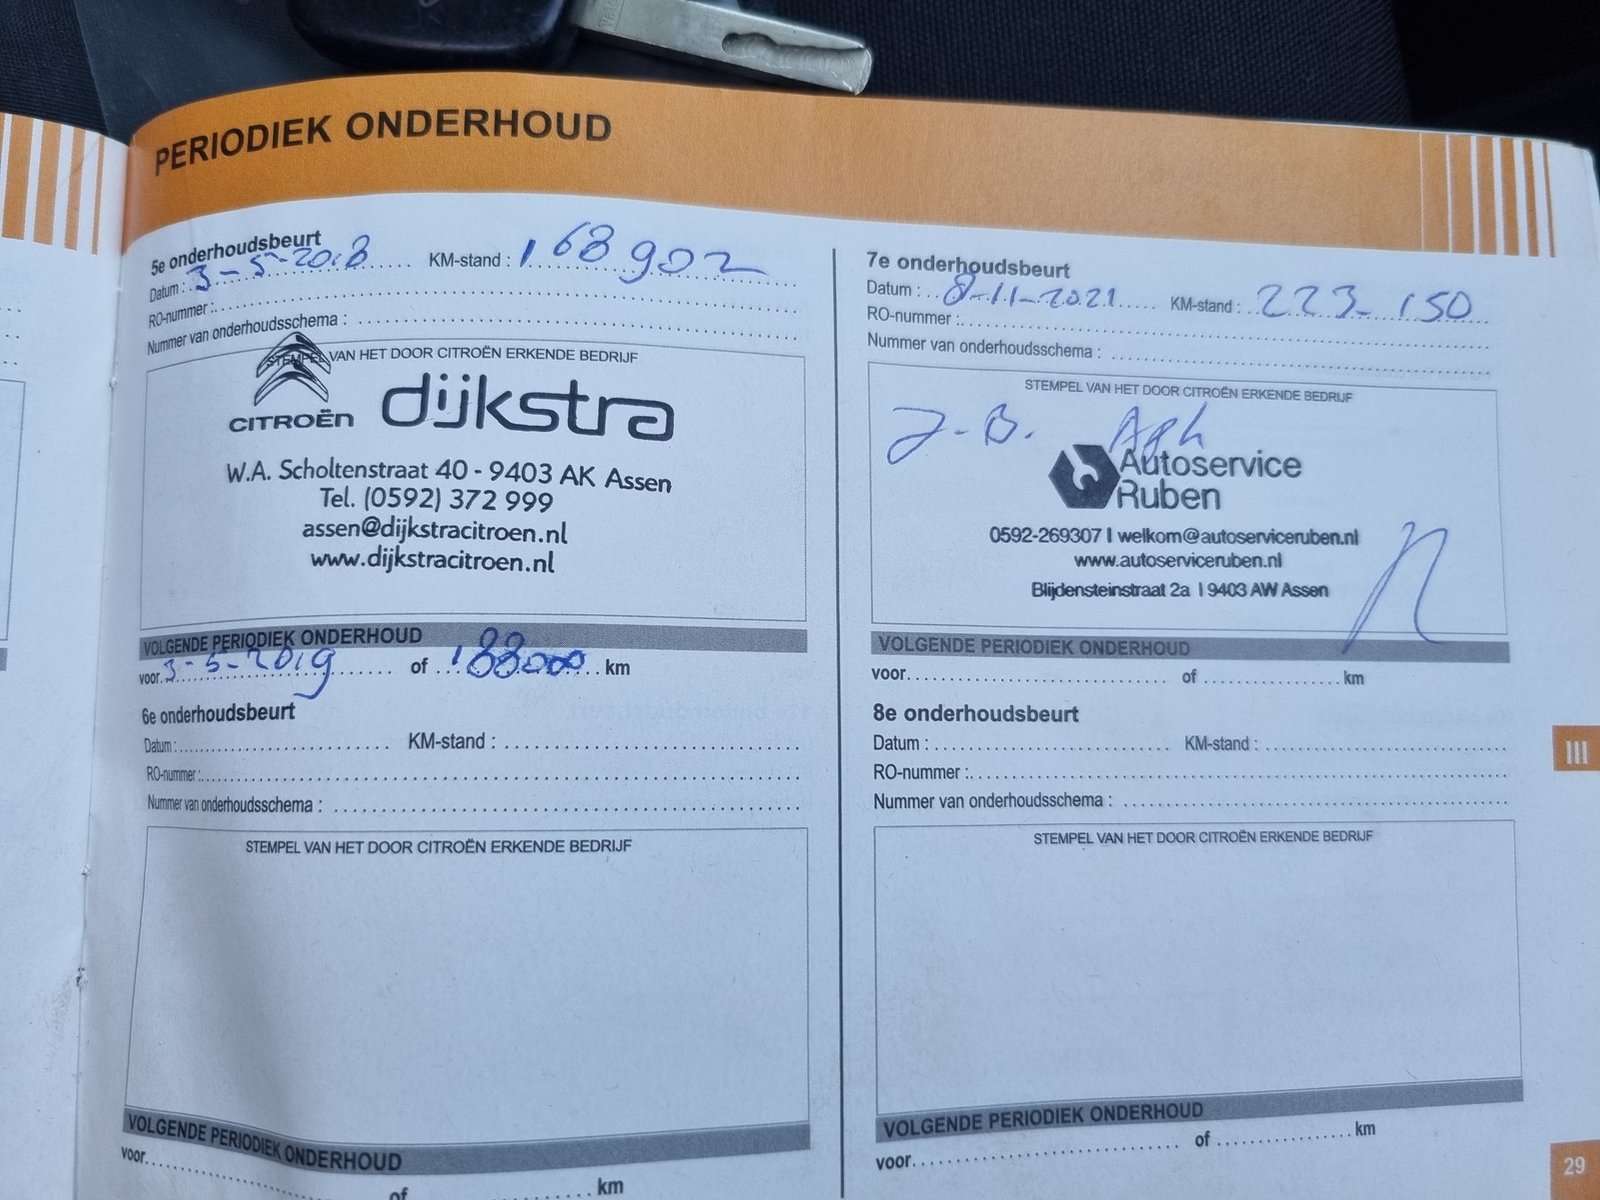 PERIODIEK ONDERHOUD
5e onderhoudsbeurt
Datum : 3-5-2018 KM-stand : 168902
RO-nummer :
Nummer van onderhoudsschema :
STEMPEL VAN HET DOOR CITROËN ERKENDE BEDRIJF
CITROËN dijkstra
W.A. Scholtenstraat 40 - 9403 AK Assen
Tel. (0592) 372 999
assen@dijkstracitroen.nl
www.dijkstracitroen.nl
VOLGENDE PERIODIEK ONDERHOUD
voor 3-5-2019 of 188000 km
6e onderhoudsbeurt
Datum : KM-stand :
RO-nummer :
Nummer van onderhoudsschema :
STEMPEL VAN HET DOOR CITROËN ERKENDE BEDRIJF
VOLGENDE PERIODIEK ONDERHOUD
voor of km
7e onderhoudsbeurt
Datum : 8-11-2021 KM-stand : 223-150
RO-nummer :
Nummer van onderhoudsschema :
STEMPEL VAN HET DOOR CITROËN ERKENDE BEDRIJF
J.B.
Autoservice
Ruben
0592-269307 I welkom@autoserviceruben.nl
www.autoserviceruben.nl
Blijdensteinstraat 2a I 9403 AW Assen
VOLGENDE PERIODIEK ONDERHOUD
voor of km
8e onderhoudsbeurt
Datum : KM-stand :
RO-nummer :
Nummer van onderhoudsschema :
STEMPEL VAN HET DOOR CITROËN ERKENDE BEDRIJF
VOLGENDE PERIODIEK ONDERHOUD
voor of km
III
29